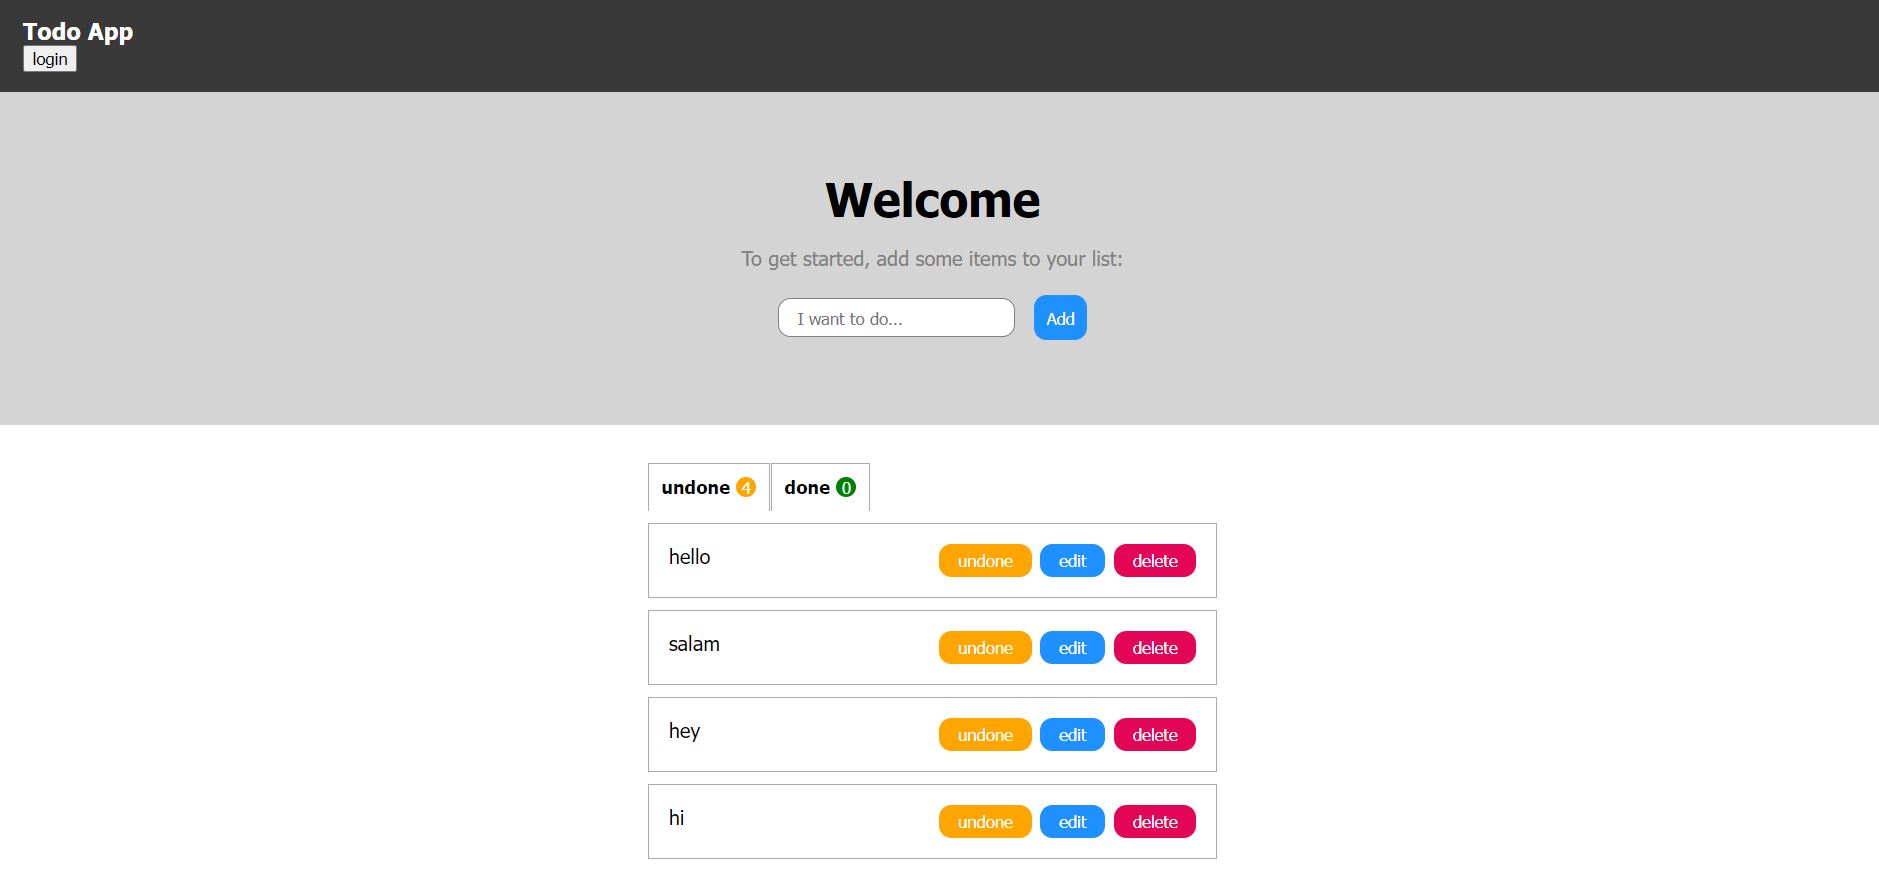 Todo App
login
Welcome
To get started, add some items to your list:
I want to do... Add
undone 4 done 0
hello undone edit delete
salam undone edit delete
hey undone edit delete
hi undone edit delete